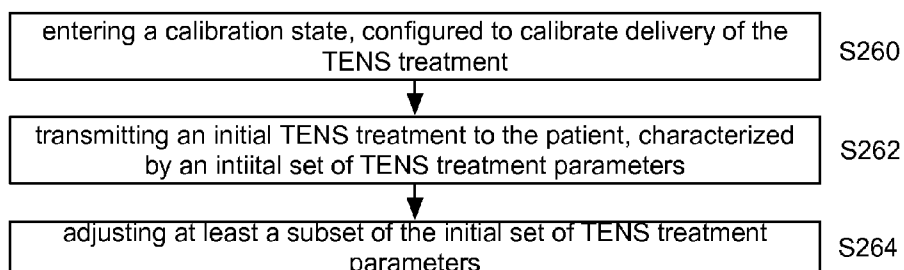 entering a calibration state, configured to calibrate delivery of the
TENS treatment
S260
transmitting an initial TENS treatment to the patient, characterized
by an intiital set of TENS treatment parameters
S262
adjusting at least a subset of the initial set of TENS treatment
parameters
S264